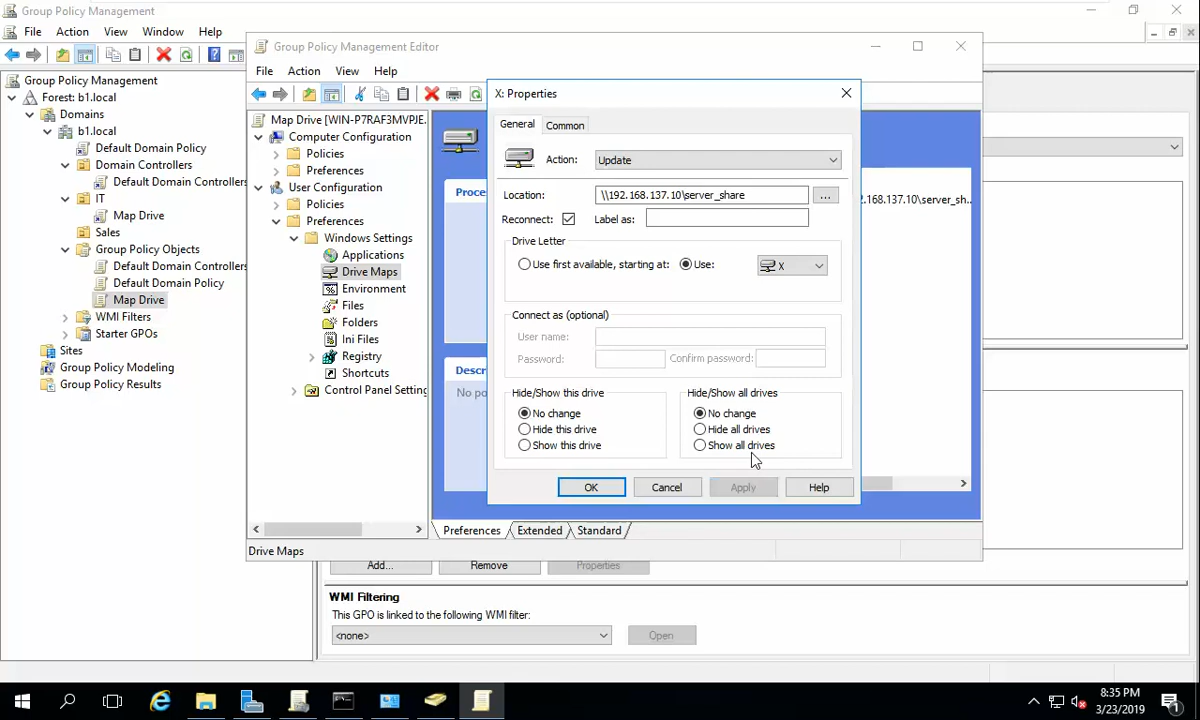 Group Policy Management
File Action View Window Help
Group Policy Management
Forest: b1.local
Domains
b1.local
Default Domain Policy
Domain Controllers
Default Domain Controllers
IT
Map Drive
Sales
Group Policy Objects
Default Domain Controllers
Default Domain Policy
Map Drive
WMI Filters
Starter GPOs
Sites
Group Policy Modeling
Group Policy Results
Group Policy Management Editor
File Action View Help
Map Drive [WIN-P7RAF3MVPJE.
Computer Configuration
Policies
Preferences
User Configuration
Policies
Preferences
Windows Settings
Applications
Drive Maps
Environment
Files
Folders
Ini Files
Registry
Shortcuts
Control Panel Setting
Proce
Descr
No po
2.168.137.10\server_sh..
Preferences Extended Standard
Drive Maps
X: Properties
General Common
Action: Update
Location: \\192.168.137.10\server_share ...
Reconnect: Label as:
Drive Letter
Use first available, starting at: Use: X
Connect as (optional)
User name:
Password: Confirm password:
Hide/Show this drive Hide/Show all drives
No change No change
Hide this drive Hide all drives
Show this drive Show all drives
OK Cancel Apply Help
Add... Remove Properties
WMI Filtering
This GPO is linked to the following WMI filter:
<none> Open
8:35 PM
3/23/2019
1